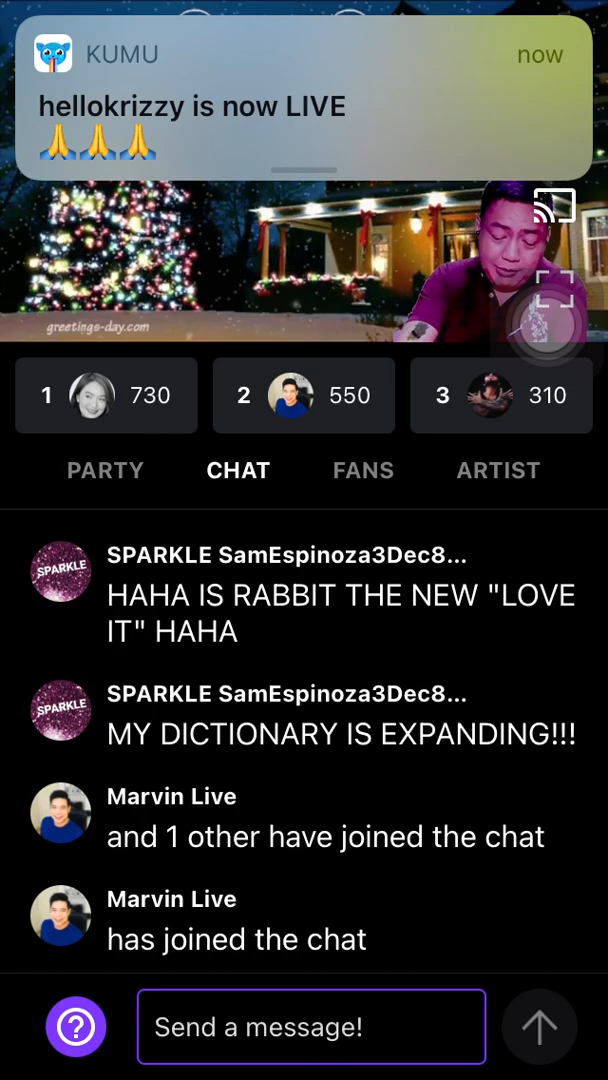 KUMU
now
hellokrizzy is now LIVE
🙏🙏🙏
greetings-day.com
1 730
2 550
3 310
PARTY CHAT FANS ARTIST
SPARKLE
SPARKLE SamEspinoza3Dec8...
HAHA IS RABBIT THE NEW "LOVE
IT" HAHA
SPARKLE
SPARKLE SamEspinoza3Dec8...
MY DICTIONARY IS EXPANDING!!!
Marvin Live
and 1 other have joined the chat
Marvin Live
has joined the chat
?
Send a message!